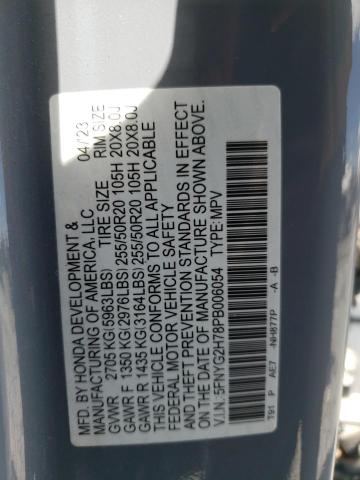 MFD. BY HONDA DEVELOPMENT & 04/23
MANUFACTURING OF AMERICA, LLC
TIRE SIZE RIM SIZE
GVWR 2705 KG(5963LBS)
GAWR F 1350 KG(2976LBS) 255/50R20 105H 20X8.0J
GAWR R 1435 KG(3164LBS) 255/50R20 105H 20X8.0J
THIS VEHICLE CONFORMS TO ALL APPLICABLE
FEDERAL MOTOR VEHICLE SAFETY
AND THEFT PREVENTION STANDARDS IN EFFECT
ON THE DATE OF MANUFACTURE SHOWN ABOVE.
V.I.N.: 5FNYG2H78PB006054 TYPE: MPV
T91 P AE7 -NH877P- -A -B